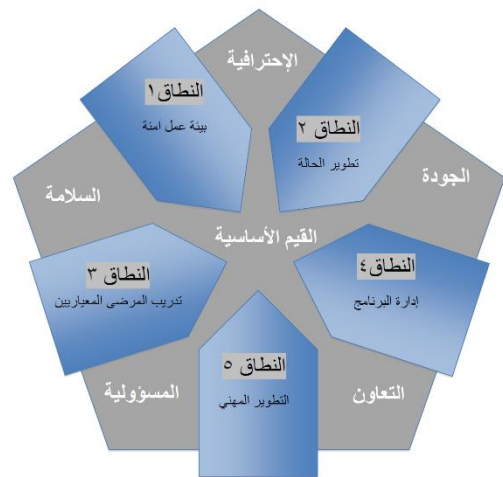 الإحترافية
النطاق١
بيئة عمل امنة
النطاق ٢
تطوير الحالة
الجودة
السلامة
القيم الأساسية
النطاق ٣
تدريب المرضى المعياريين
النطاق٤
إدارة البرنامج
المسؤولية
النطاق ٥
التطوير المهني
التعاون